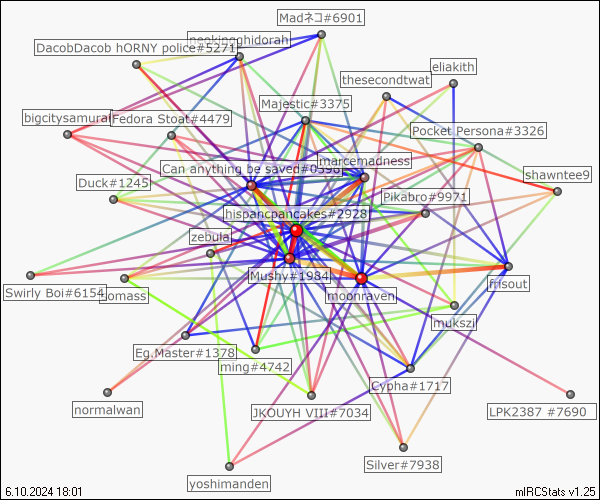 Madネコ#6901
neokingghidorah
DacobDacob hORNY police#5271
eliakith
thesecondtwat
Majestic#3375
bigcitysamurai
Fedora Stoat#4479
Pocket Persona#3326
marcemadness
Can anything be saved#0398
shawntee9
Duck#1245
Pikabro#9971
hispancpancakes#2928
zebula
Mushy#1984
frisout
Swirly Boi#6154
moonraven
mukszi
Eg.Master#1378
ming#4742
Cypha#1717
normalwan
JKOUYH VIII#7034
LPK2387 #7690
Silver#7938
yoshimanden
6.10.2024 18:01
mIRCStats v1.25